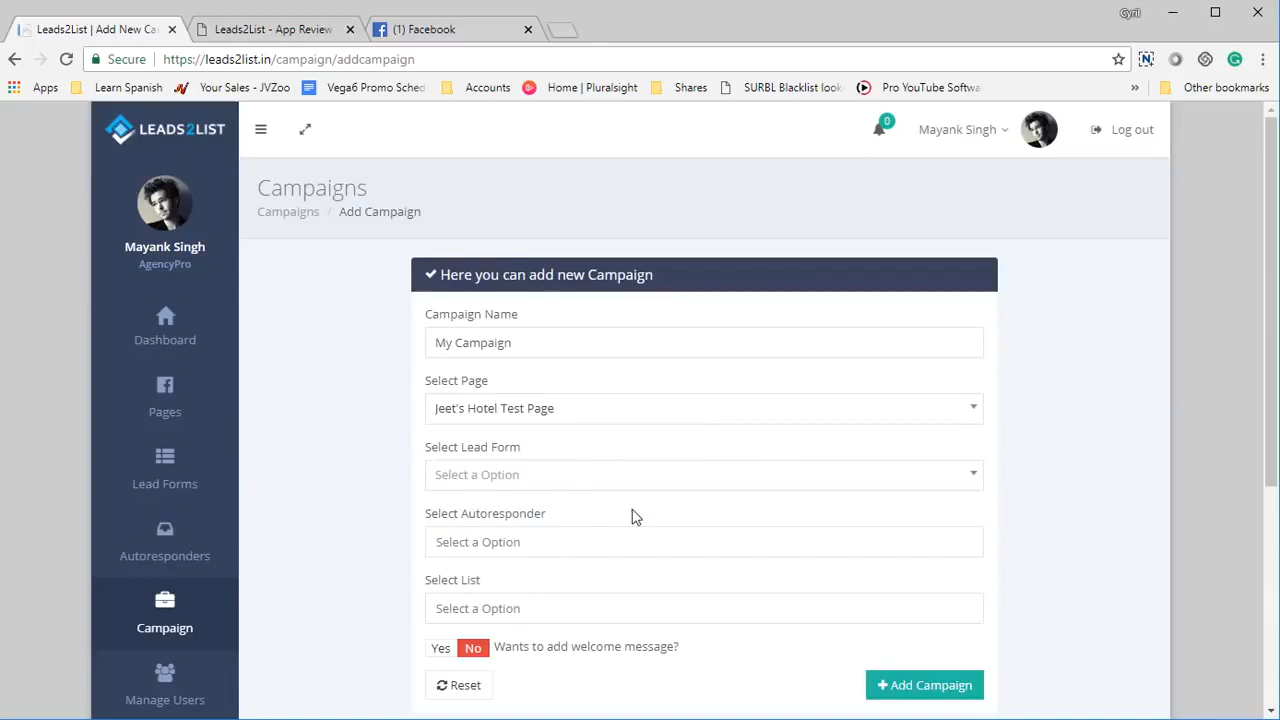 Cyril
Leads2List | Add New Ca
Leads2List - App Review
(1) Facebook
Secure
https://leads2list.in/campaign/addcampaign
Apps
Learn Spanish
Your Sales - JVZoo
Vega6 Promo Sched
Accounts
Home | Pluralsight
Shares
SURBL Blacklist look
Pro YouTube Softwa
»
Other bookmarks
LEADS2LIST
0
Mayank Singh
Log out
Mayank Singh
AgencyPro
Dashboard
Pages
Lead Forms
Autoresponders
Campaign
Manage Users
Campaigns
Campaigns / Add Campaign
Here you can add new Campaign
Campaign Name
My Campaign
Select Page
Jeet's Hotel Test Page
Select Lead Form
Select a Option
Select Autoresponder
Select a Option
Select List
Select a Option
Yes No Wants to add welcome message?
Reset
+ Add Campaign